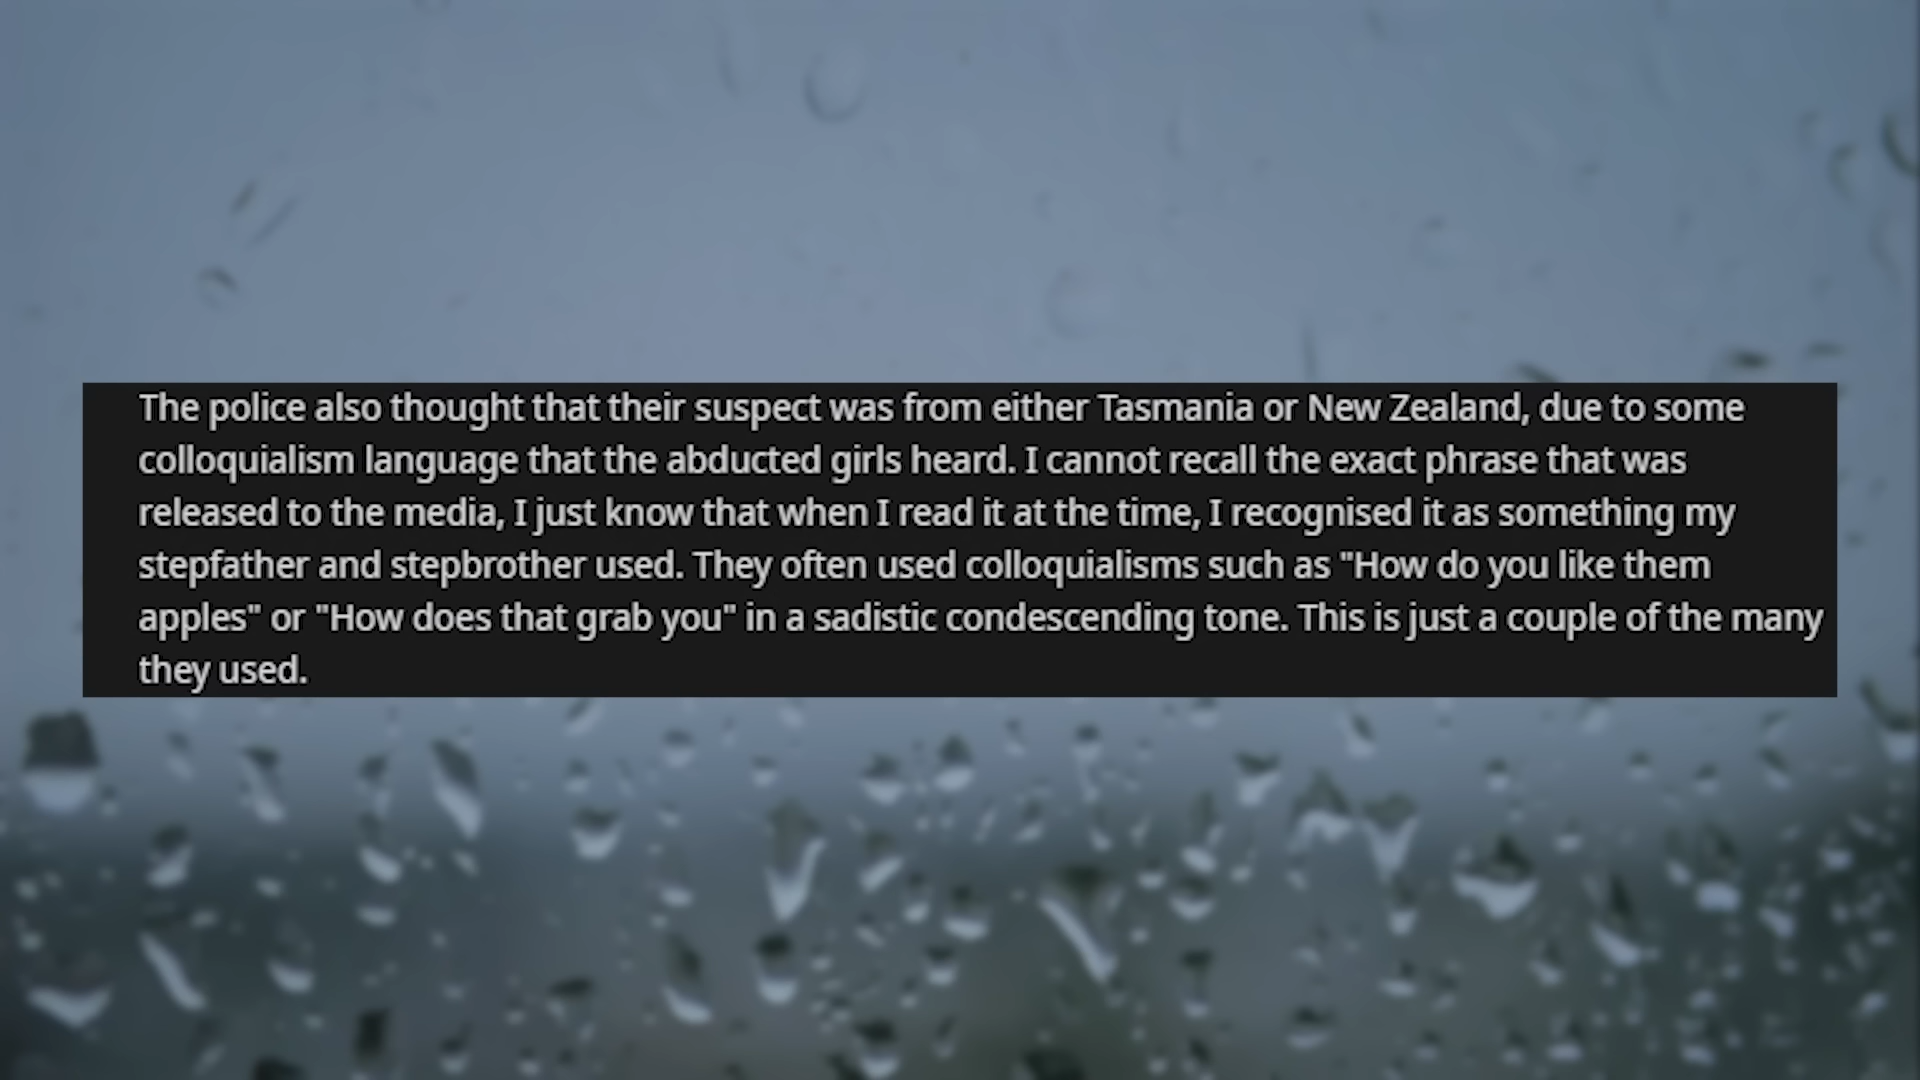 The police also thought that their suspect was from either Tasmania or New Zealand, due to some
colloquialism language that the abducted girls heard. I cannot recall the exact phrase that was
released to the media, I just know that when I read it at the time, I recognised it as something my
stepfather and stepbrother used. They often used colloquialisms such as "How do you like them
apples" or "How does that grab you" in a sadistic condescending tone. This is just a couple of the many
they used.